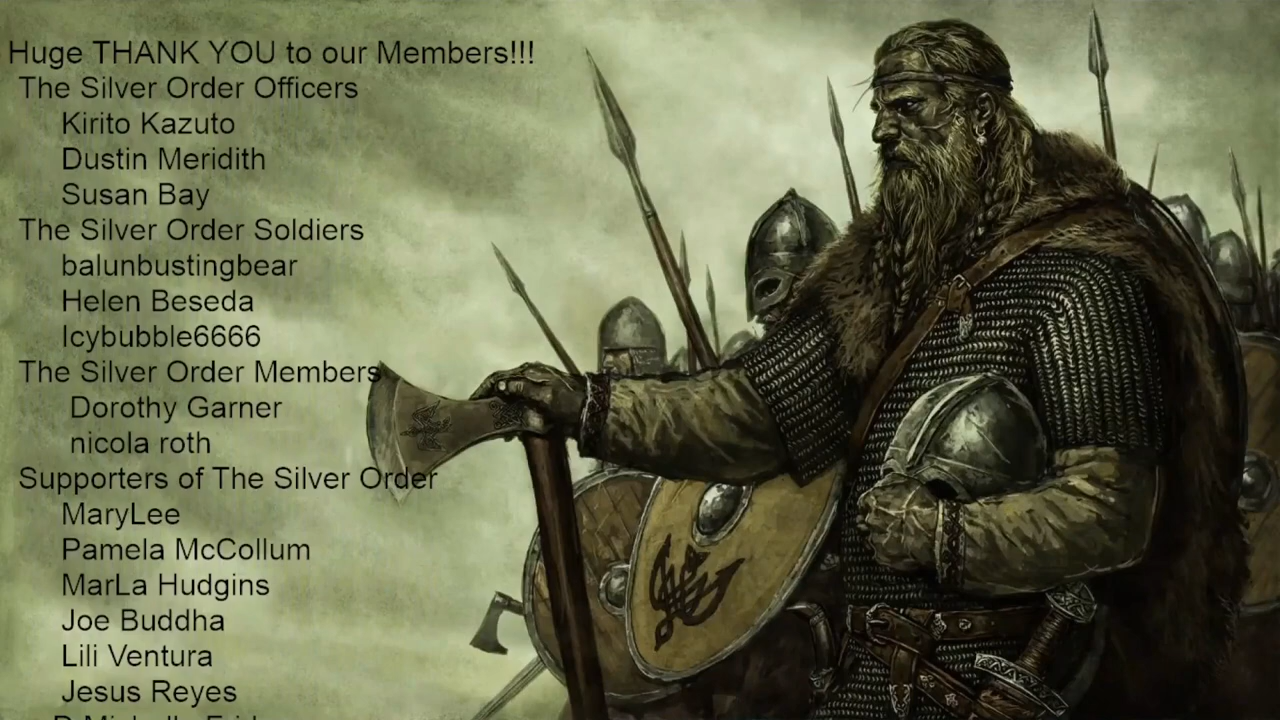 Huge THANK YOU to our Members!!!
The Silver Order Officers
Kirito Kazuto
Dustin Meridith
Susan Bay
The Silver Order Soldiers
balunbustingbear
Helen Beseda
Icybubble6666
The Silver Order Members
Dorothy Garner
nicola roth
Supporters of The Silver Order
MaryLee
Pamela McCollum
MarLa Hudgins
Joe Buddha
Lili Ventura
Jesus Reyes